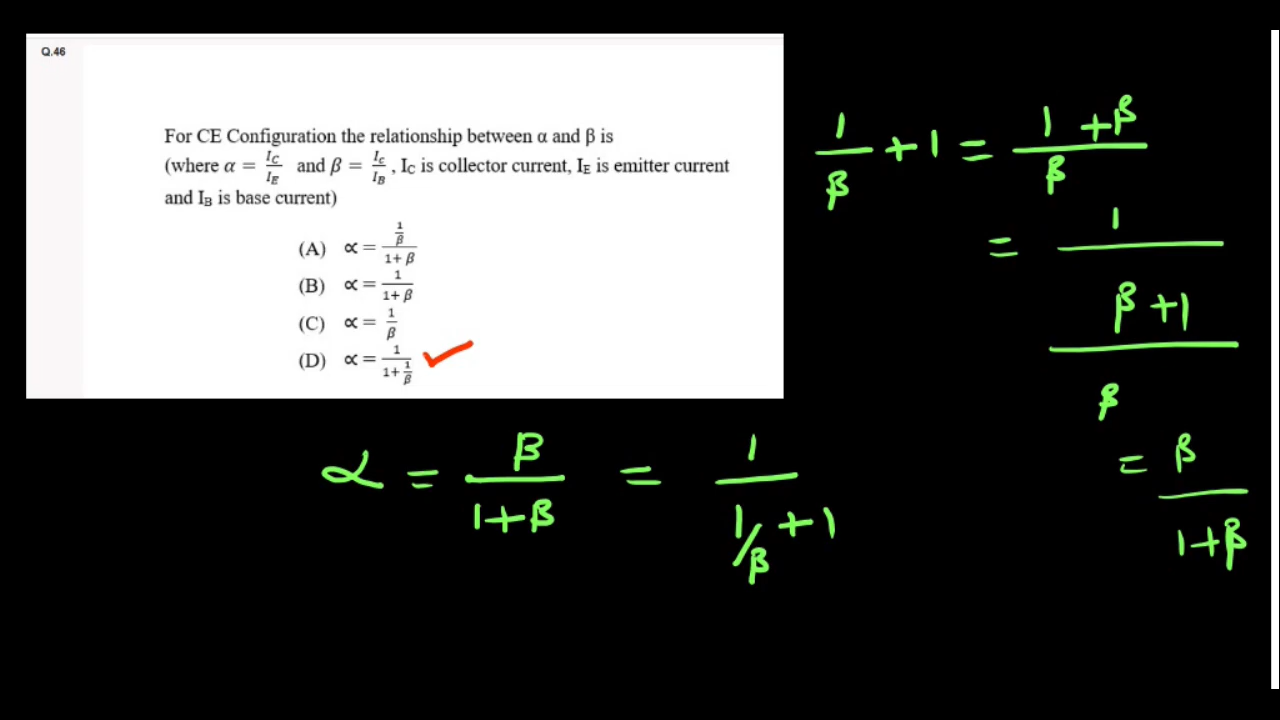 Q.46
For CE Configuration the relationship between α and β is
(where α = I_C/I_E and β = I_c/I_B, I_C is collector current, I_E is emitter current
and I_B is base current)
(A) ∝ = (1/β)/(1+ β)
(B) ∝ = 1/(1+ β)
(C) ∝ = 1/β
(D) ∝ = 1/(1+ 1/β)
1/β + 1 = (1 + β)/β
= 1/((β + 1)/β)
= β/(1+β)
α = β/(1+β) = 1/(1/β + 1)